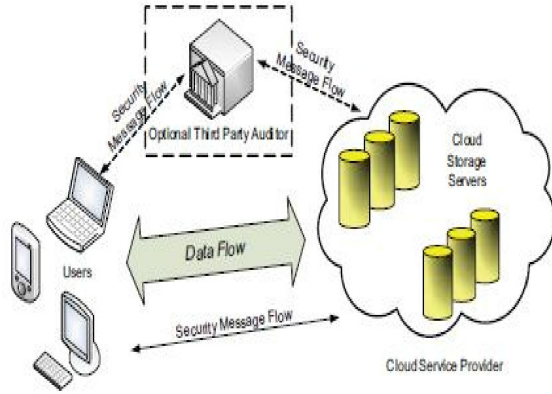 Security
Message Flow
Optional Third Party Auditor
Security
Message Flow
Cloud
Storage
Servers
Users
Data Flow
Security Message Flow
Cloud Service Provider